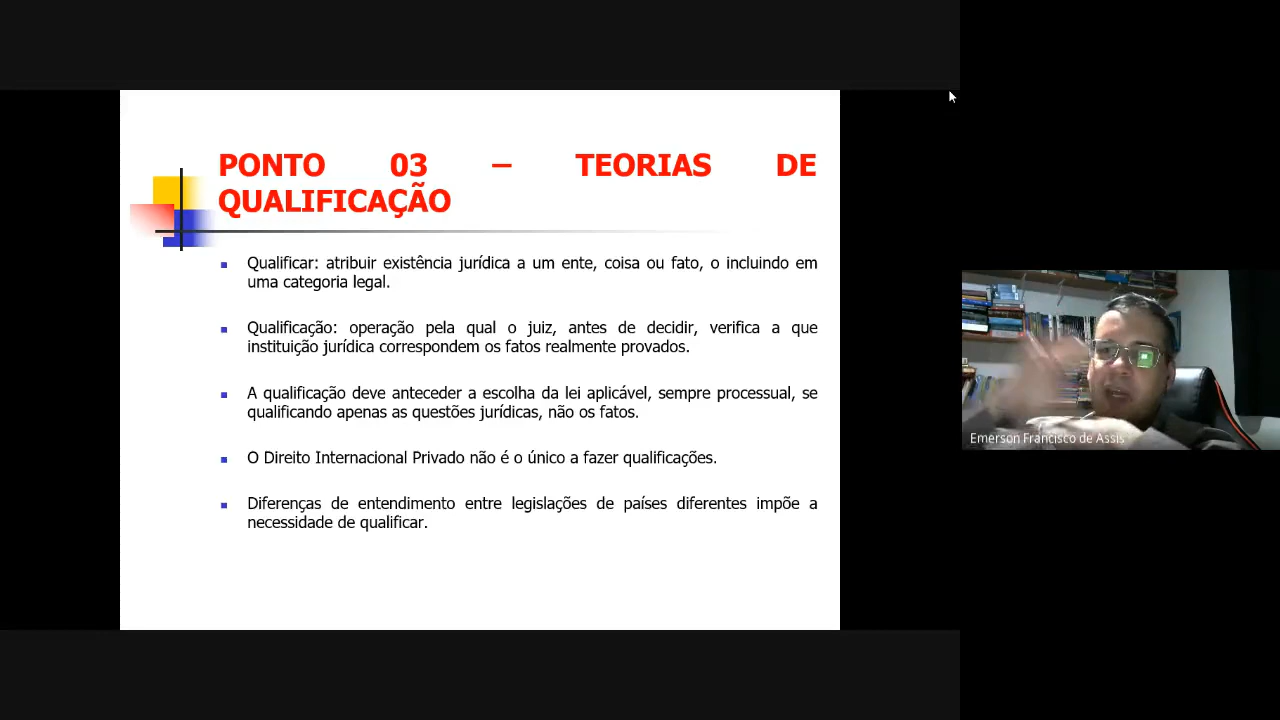 PONTO 03 – TEORIAS DE
QUALIFICAÇÃO
Qualificar: atribuir existência jurídica a um ente, coisa ou fato, o incluindo em
uma categoria legal.
Qualificação: operação pela qual o juiz, antes de decidir, verifica a que
instituição jurídica correspondem os fatos realmente provados.
A qualificação deve anteceder a escolha da lei aplicável, sempre processual, se
qualificando apenas as questões jurídicas, não os fatos.
O Direito Internacional Privado não é o único a fazer qualificações.
Diferenças de entendimento entre legislações de países diferentes impõe a
necessidade de qualificar.
Emerson Francisco de Assis